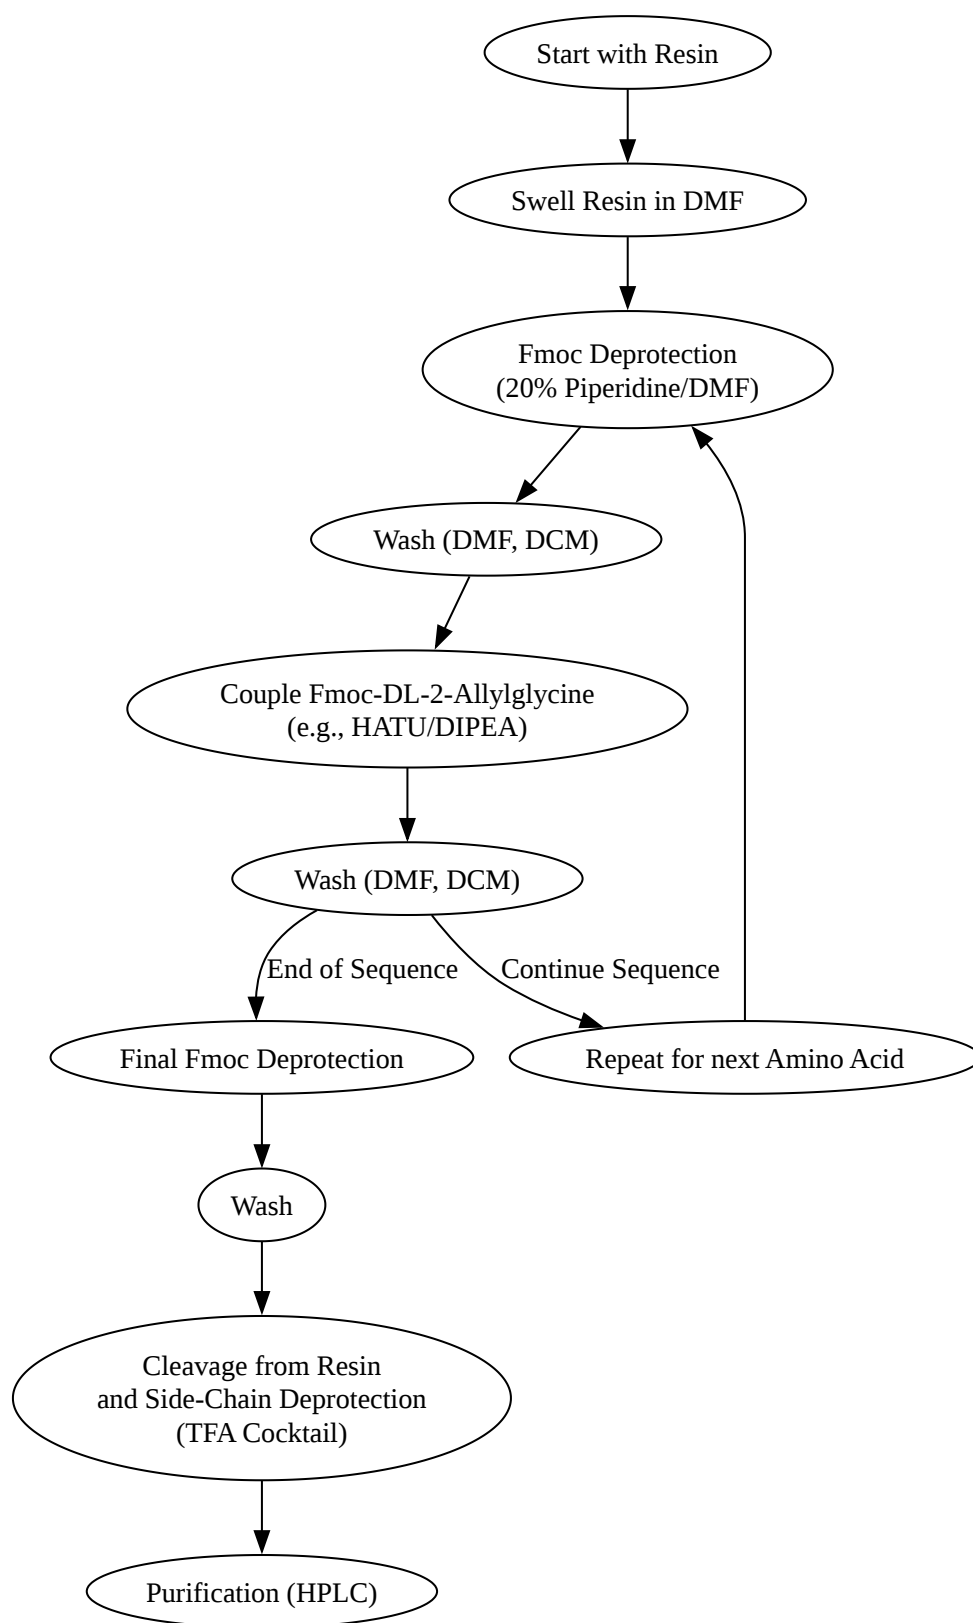 Start with Resin
Swell Resin in DMF
Fmoc Deprotection
(20% Piperidine/DMF)
Wash (DMF, DCM)
Couple Fmoc-DL-2-Allylglycine
(e.g., HATU/DIPEA)
Wash (DMF, DCM)
End of Sequence
Continue Sequence
Final Fmoc Deprotection
Repeat for next Amino Acid
Wash
Cleavage from Resin
and Side-Chain Deprotection
(TFA Cocktail)
Purification (HPLC)